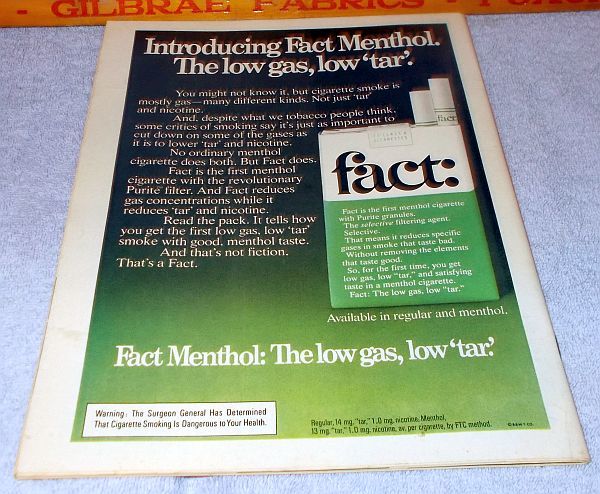 - GILBRAE FABRICS -
Introducing Fact Menthol.
The low gas, low 'tar'.
You might not know it, but cigarette smoke is
mostly gas—many different kinds. Not just 'tar'
and nicotine.
And, despite what we tobacco people think,
some critics of smoking say it's just as important to
cut down on some of the gases as
it is to lower 'tar' and nicotine.
No ordinary menthol
cigarette does both. But Fact does.
Fact is the first menthol
cigarette with the revolutionary
Purite filter. And Fact reduces
gas concentrations while it
reduces 'tar' and nicotine.
Read the pack. It tells how
you get the first low gas, low 'tar'
smoke with good, menthol taste.
And that's not fiction.
That's a Fact.
fact
fact:
Fact is the first menthol cigarette
with Purite granules.
The selective filtering agent.
Selective.
That means it reduces specific
gases in smoke that taste bad.
Without removing the elements
that taste good.
So, for the first time, you get
low gas, low "tar," and satisfying
taste in a menthol cigarette.
Fact: The low gas, low "tar."
Available in regular and menthol.
Fact Menthol: The low gas, low 'tar'.
Warning: The Surgeon General Has Determined
That Cigarette Smoking Is Dangerous to Your Health.
Regular, 14 mg. "tar," 1.0 mg. nicotine, Menthol,
13 mg. "tar," 1.0 mg. nicotine, av. per cigarette, by FTC method.
© B&W T CO.